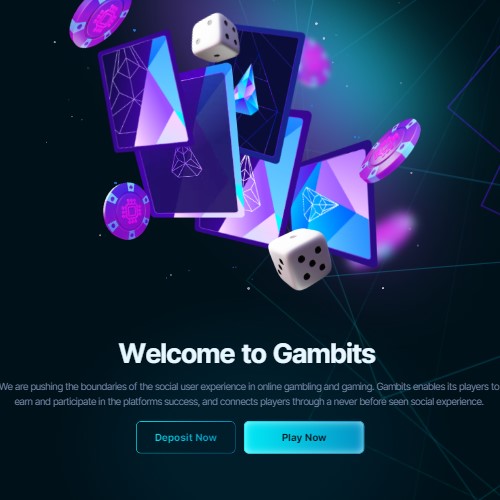 Welcome to Gambits
We are pushing the boundaries of the social user experience in online gambling and gaming. Gambits enables its players to
earn and participate in the platforms success, and connects players through a never before seen social experience.
Deposit Now
Play Now